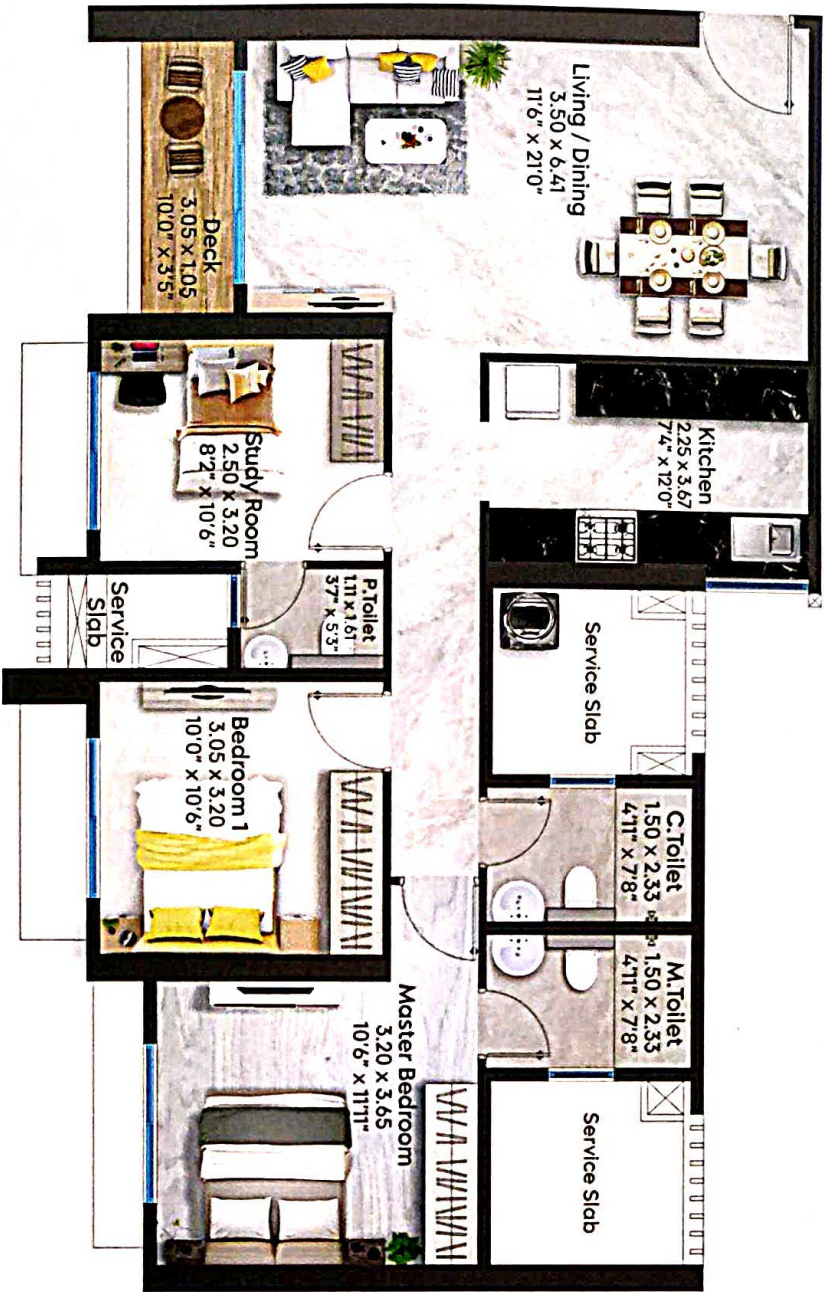 Living / Dining
3.50 x 6.41
11'6" x 21'0"
Deck
3.05 x 1.05
10'0" x 3'5"
Kitchen
2.25 x 3.67
7'4" x 12'0"
Study Room
2.50 x 3.20
8'2" x 10'6"
P.Toilet
1.11 x 1.61
3'7" x 5'3"
Service
Slab
Service Slab
Bedroom 1
3.05 x 3.20
10'0" x 10'6"
C.Toilet
1.50 x 2.33
4'11" x 7'8"
M.Toilet
1.50 x 2.33
4'11" x 7'8"
Master Bedroom
3.20 x 3.65
10'6" x 11'11"
Service Slab